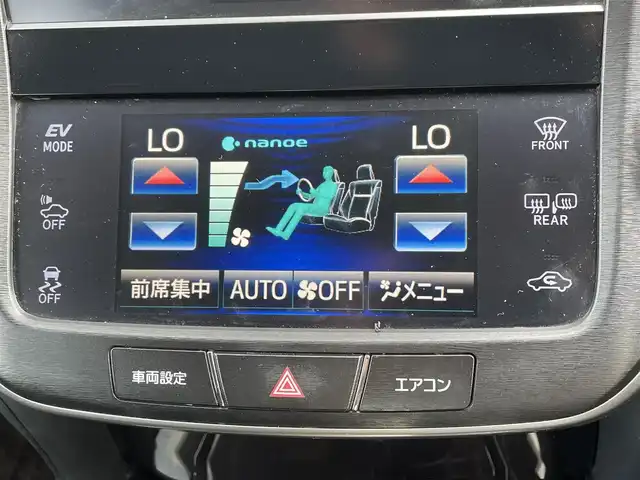 EV
MODE
OFF
OFF
LO
nanoe
LO
前席集中
AUTO
OFF
メニュー
FRONT
REAR
車両設定
エアコン